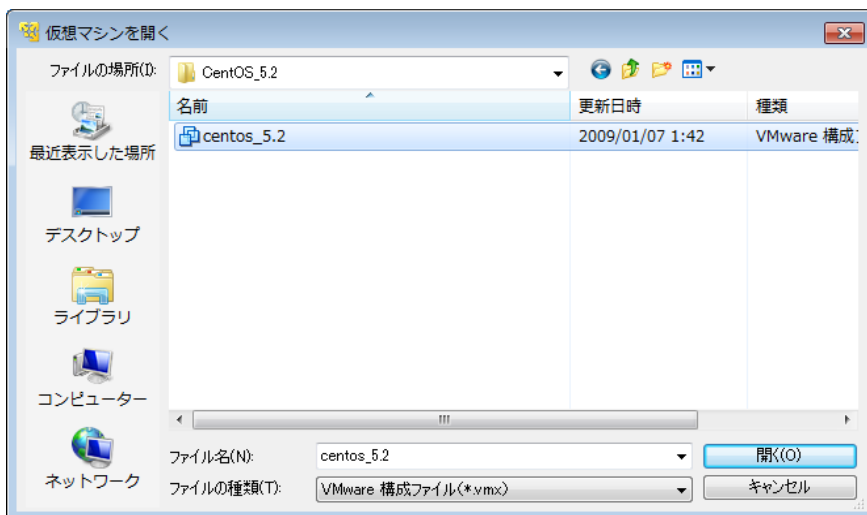 仮想マシンを開く
ファイルの場所(I): CentOS_5.2
名前 更新日時 種類
centos_5.2 2009/01/07 1:42 VMware 構成
最近表示した場所
デスクトップ
ライブラリ
コンピューター
ネットワーク
ファイル名(N): centos_5.2 開く(O)
ファイルの種類(T): VMware 構成ファイル(*.vmx) キャンセル